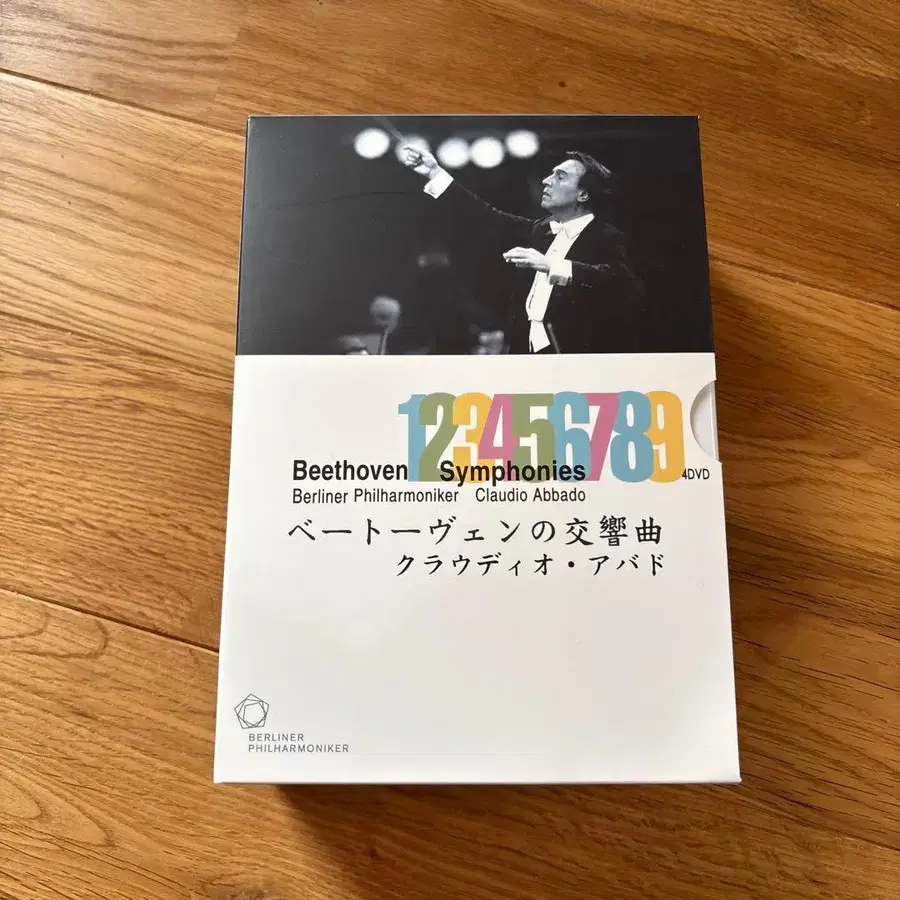 123456789
Beethoven Symphonies
4DVD
Berliner Philharmoniker Claudio Abbado
ベートーヴェンの交響曲
クラウディオ・アバド
BERLINER
PHILHARMONIKER